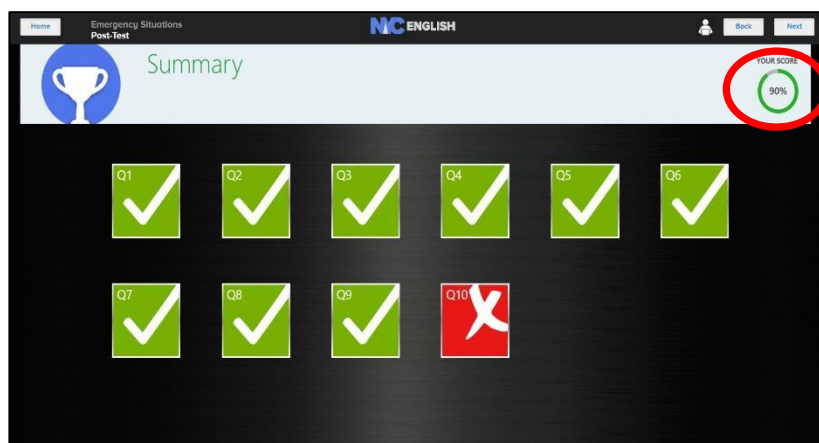 Home
Emergency Situations
Post-Test
NMC ENGLISH
Back
Next
Summary
YOUR SCORE
90%
Q1 Q2 Q3 Q4 Q5 Q6
Q7 Q8 Q9 Q10